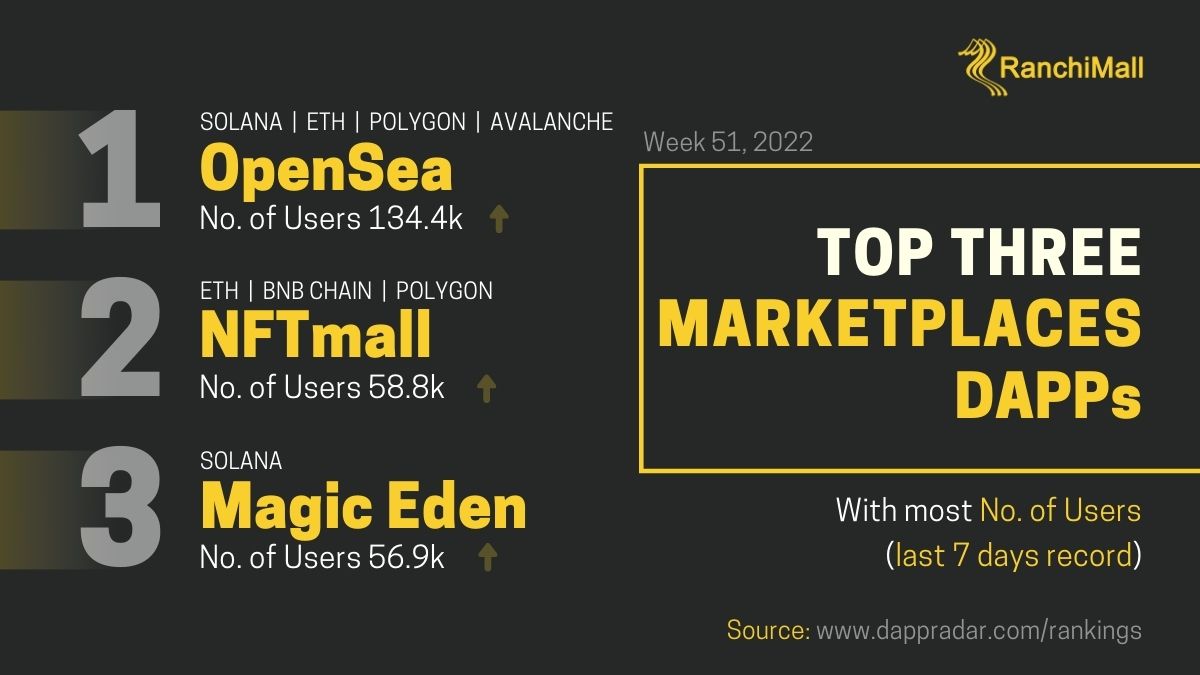 RanchiMall
1
SOLANA | ETH | POLYGON | AVALANCHE
OpenSea
No. of Users 134.4k
2
ETH | BNB CHAIN | POLYGON
NFTmall
No. of Users 58.8k
3
SOLANA
Magic Eden
No. of Users 56.9k
Week 51, 2022
TOP THREE
MARKETPLACES
DAPPs
With most No. of Users
(last 7 days record)
Source: www.dappradar.com/rankings